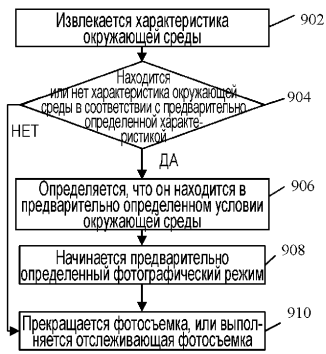 Извлекается характеристика
окружающей среды
902
Находится
или нет характеристика окружающей
среды в соответствии с предварительно
определенной характе-
ристикой
904
НЕТ
ДА
Определяется, что он находится в
предварительно определенном условии
окружающей среды
906
Начинается предварительно
определенный фотографический режим
908
Прекращается фотосъемка, или выпол-
няется отслеживающая фотосъемка
910